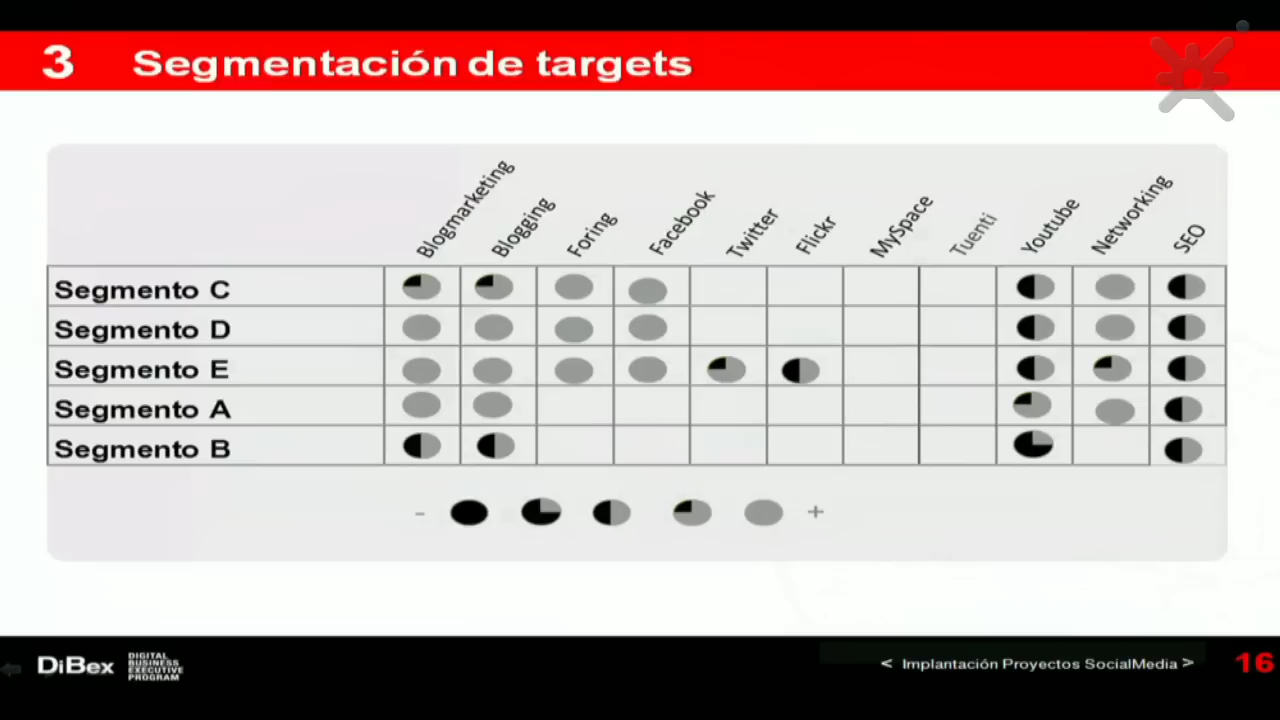 3 Segmentación de targets
Blogmarketing Blogging Foring Facebook Twitter Flickr MySpace Tuenti Youtube Networking SEO
Segmento C
Segmento D
Segmento E
Segmento A
Segmento B
- +
DiBex DIGITAL
BUSINESS
EXECUTIVE
PROGRAM
< Implantación Proyectos SocialMedia > 16